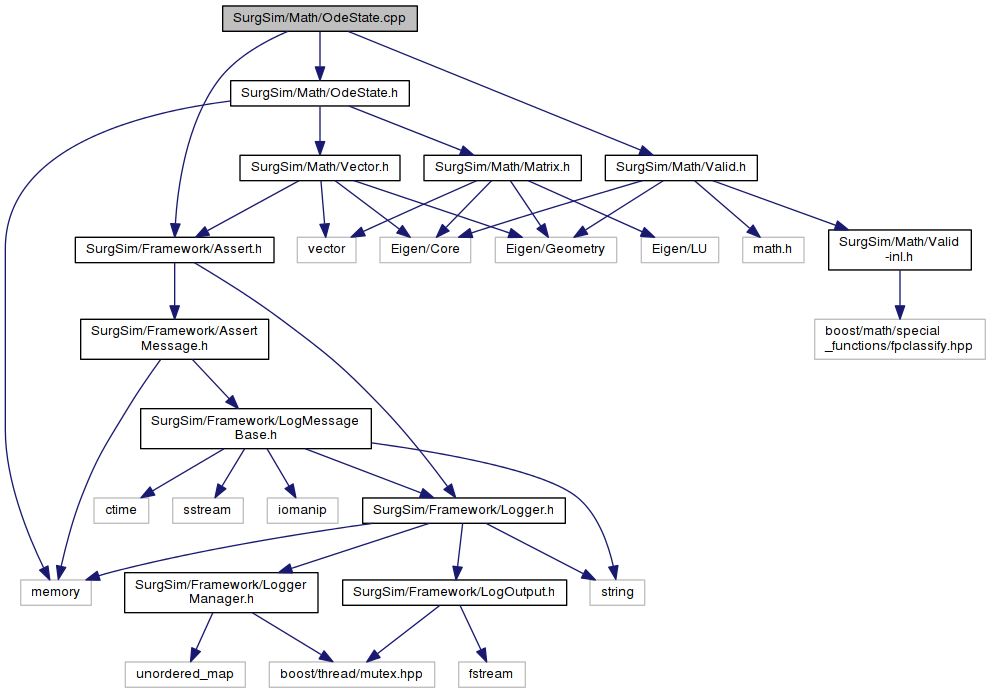 SurgSim/Math/OdeState.cpp
SurgSim/Math/OdeState.h
SurgSim/Math/Vector.h
SurgSim/Math/Matrix.h
SurgSim/Math/Valid.h
SurgSim/Framework/Assert.h
vector
Eigen/Core
Eigen/Geometry
Eigen/LU
math.h
SurgSim/Math/Valid
-inl.h
SurgSim/Framework/Assert
Message.h
boost/math/special
_functions/fpclassify.hpp
SurgSim/Framework/LogMessage
Base.h
ctime
sstream
iomanip
SurgSim/Framework/Logger.h
memory
SurgSim/Framework/Logger
Manager.h
SurgSim/Framework/LogOutput.h
string
unordered_map
boost/thread/mutex.hpp
fstream